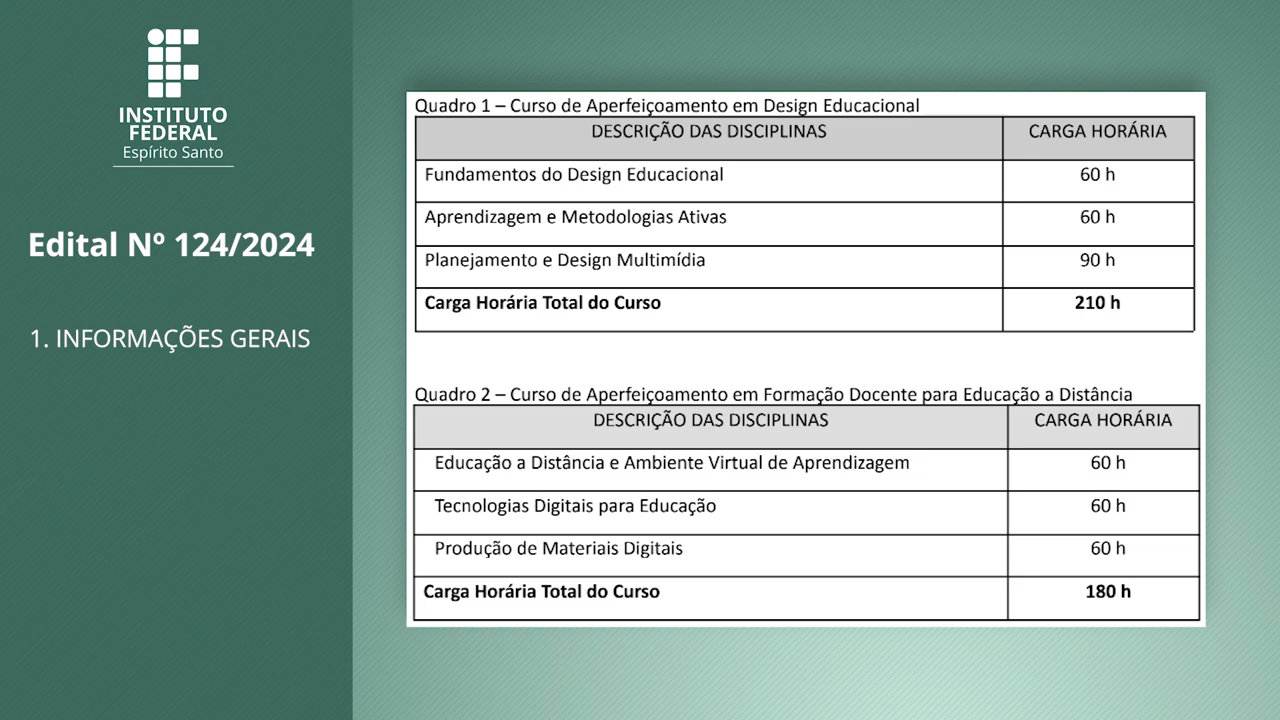 INSTITUTO
FEDERAL
Espírito Santo
Edital Nº 124/2024
1. INFORMAÇÕES GERAIS
Quadro 1 – Curso de Aperfeiçoamento em Design Educacional
DESCRIÇÃO DAS DISCIPLINAS CARGA HORÁRIA
Fundamentos do Design Educacional 60 h
Aprendizagem e Metodologias Ativas 60 h
Planejamento e Design Multimídia 90 h
Carga Horária Total do Curso 210 h
Quadro 2 – Curso de Aperfeiçoamento em Formação Docente para Educação a Distância
DESCRIÇÃO DAS DISCIPLINAS CARGA HORÁRIA
Educação a Distância e Ambiente Virtual de Aprendizagem 60 h
Tecnologias Digitais para Educação 60 h
Produção de Materiais Digitais 60 h
Carga Horária Total do Curso 180 h